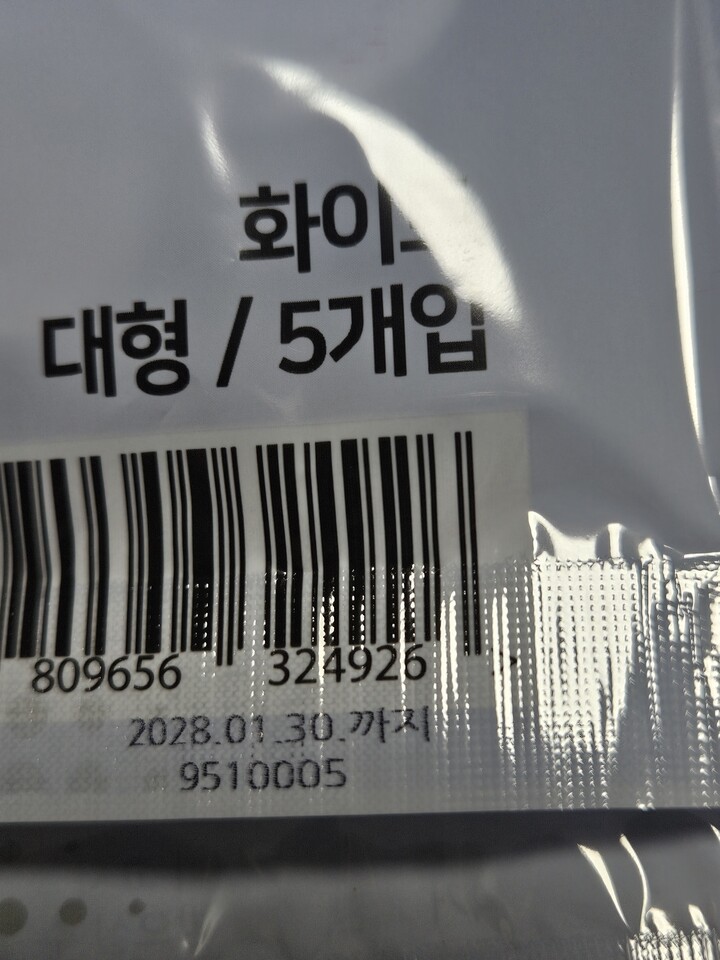 화이
대형 / 5개입
809656 324926 >
2028.01.30.까지
9510005